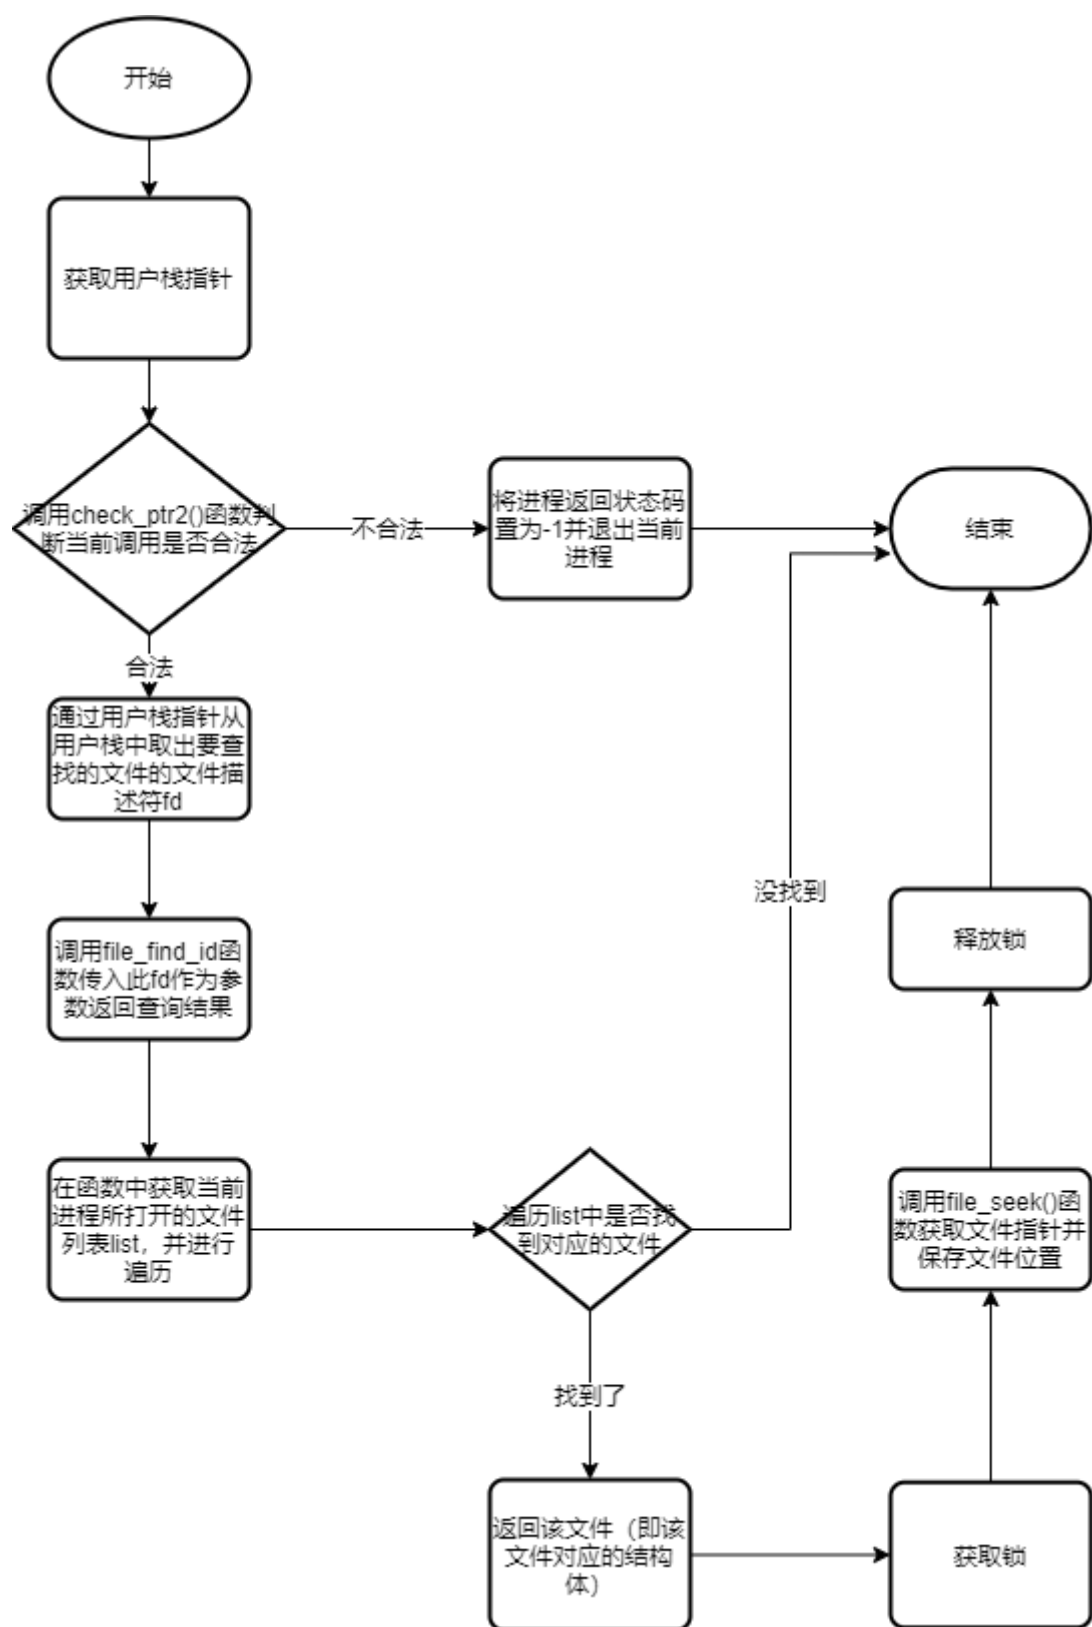 开始
获取用户栈指针
调用check_ptr2()函数判
断当前调用是否合法
不合法
将进程返回状态码
置为-1并退出当前
进程
结束
合法
通过用户栈指针从
用户栈中取出要查
找的文件的文件描
述符fd
调用file_find_id函
数传入此fd作为参
数返回查询结果
在函数中获取当前
进程所打开的文件
列表list，并进行
遍历
遍历list中是否找
到对应的文件
没找到
找到了
返回该文件（即该
文件对应的结构
体）
获取锁
调用file_seek()函
数获取文件指针并
保存文件位置
释放锁